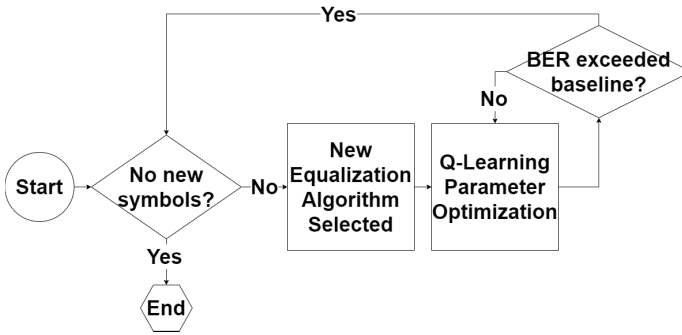 Yes
BER exceeded
baseline?
No
Start
No new
symbols?
No
New
Equalization
Algorithm
Selected
Q-Learning
Parameter
Optimization
Yes
End